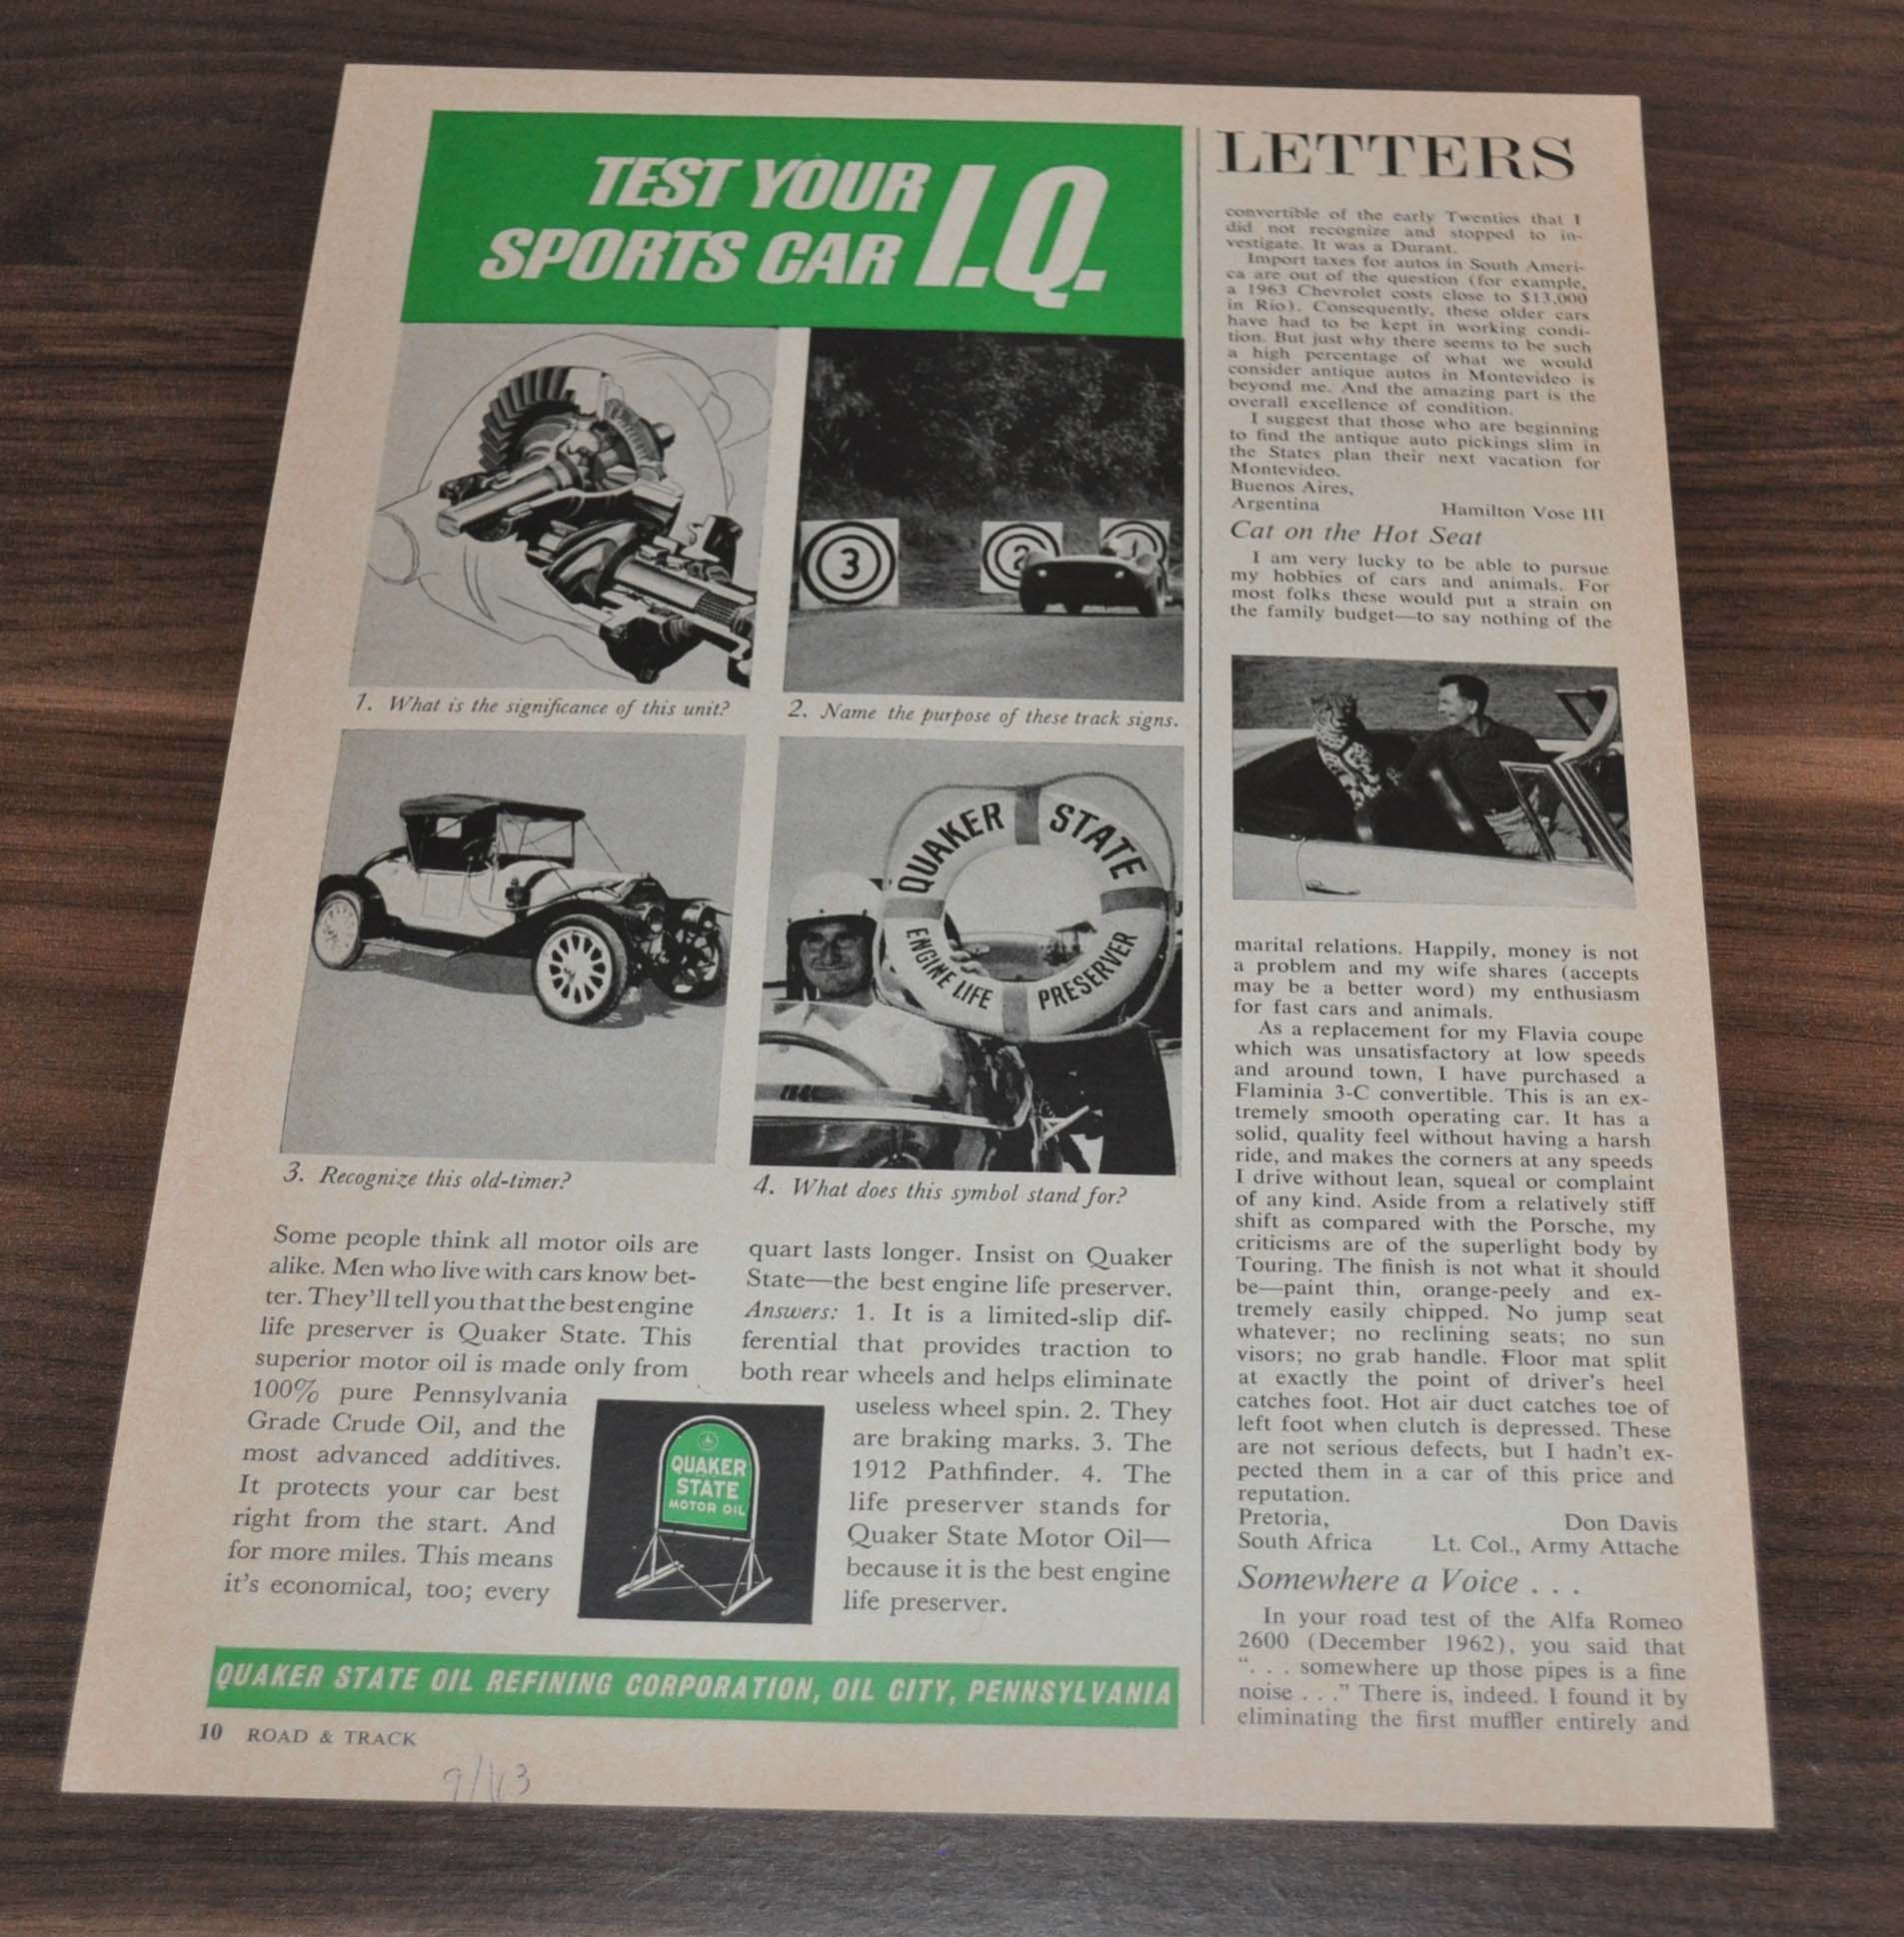 TEST YOUR
SPORTS CAR I.Q.
3
2
1
1. What is the significance of this unit?
2. Name the purpose of these track signs.
QUAKER STATE
ENGINE LIFE PRESERVER
3. Recognize this old-timer?
4. What does this symbol stand for?
Some people think all motor oils are
alike. Men who live with cars know bet-
ter. They'll tell you that the best engine
life preserver is Quaker State. This
superior motor oil is made only from
100% pure Pennsylvania
Grade Crude Oil, and the
most advanced additives.
It protects your car best
right from the start. And
for more miles. This means
it's economical, too; every
quart lasts longer. Insist on Quaker
State—the best engine life preserver.
Answers: 1. It is a limited-slip dif-
ferential that provides traction to
both rear wheels and helps eliminate
useless wheel spin. 2. They
are braking marks. 3. The
1912 Pathfinder. 4. The
life preserver stands for
Quaker State Motor Oil—
because it is the best engine
life preserver.
QUAKER
STATE
MOTOR OIL
QUAKER STATE OIL REFINING CORPORATION, OIL CITY, PENNSYLVANIA
10 ROAD & TRACK
9/63
LETTERS
convertible of the early Twenties that I
did not recognize and stopped to in-
vestigate. It was a Durant.
Import taxes for autos in South Ameri-
ca are out of the question (for example,
a 1963 Chevrolet costs close to $13,000
in Rio). Consequently, these older cars
have had to be kept in working condi-
tion. But just why there seems to be such
a high percentage of what we would
consider antique autos in Montevideo is
beyond me. And the amazing part is the
overall excellence of condition.
I suggest that those who are beginning
to find the antique auto pickings slim in
the States plan their next vacation for
Montevideo.
Buenos Aires,
Argentina Hamilton Vose III
Cat on the Hot Seat
I am very lucky to be able to pursue
my hobbies of cars and animals. For
most folks these would put a strain on
the family budget—to say nothing of the
marital relations. Happily, money is not
a problem and my wife shares (accepts
may be a better word) my enthusiasm
for fast cars and animals.
As a replacement for my Flavia coupe
which was unsatisfactory at low speeds
and around town, I have purchased a
Flaminia 3-C convertible. This is an ex-
tremely smooth operating car. It has a
solid, quality feel without having a harsh
ride, and makes the corners at any speeds
I drive without lean, squeal or complaint
of any kind. Aside from a relatively stiff
shift as compared with the Porsche, my
criticisms are of the superlight body by
Touring. The finish is not what it should
be—paint thin, orange-peely and ex-
tremely easily chipped. No jump seat
whatever; no reclining seats; no sun
visors; no grab handle. Floor mat split
at exactly the point of driver's heel
catches foot. Hot air duct catches toe of
left foot when clutch is depressed. These
are not serious defects, but I hadn't ex-
pected them in a car of this price and
reputation.
Pretoria, Don Davis
South Africa Lt. Col., Army Attache
Somewhere a Voice . . .
In your road test of the Alfa Romeo
2600 (December 1962), you said that
“. . . somewhere up those pipes is a fine
noise . . .” There is, indeed. I found it by
eliminating the first muffler entirely and